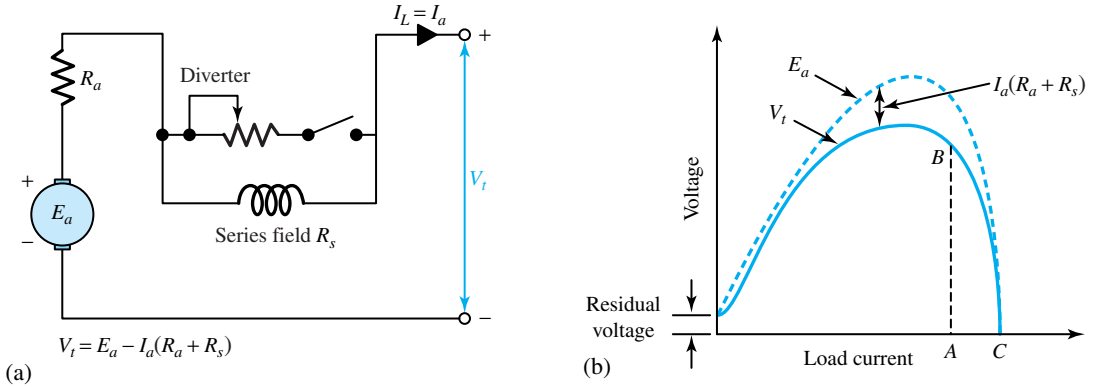 I_L = I_a
+
R_a
Diverter
+
E_a
−
V_t
Series field R_s
−
V_t = E_a − I_a(R_a + R_s)
(a)
E_a
I_a(R_a + R_s)
V_t
B
Voltage
Residual
voltage
Load current
A
C
(b)